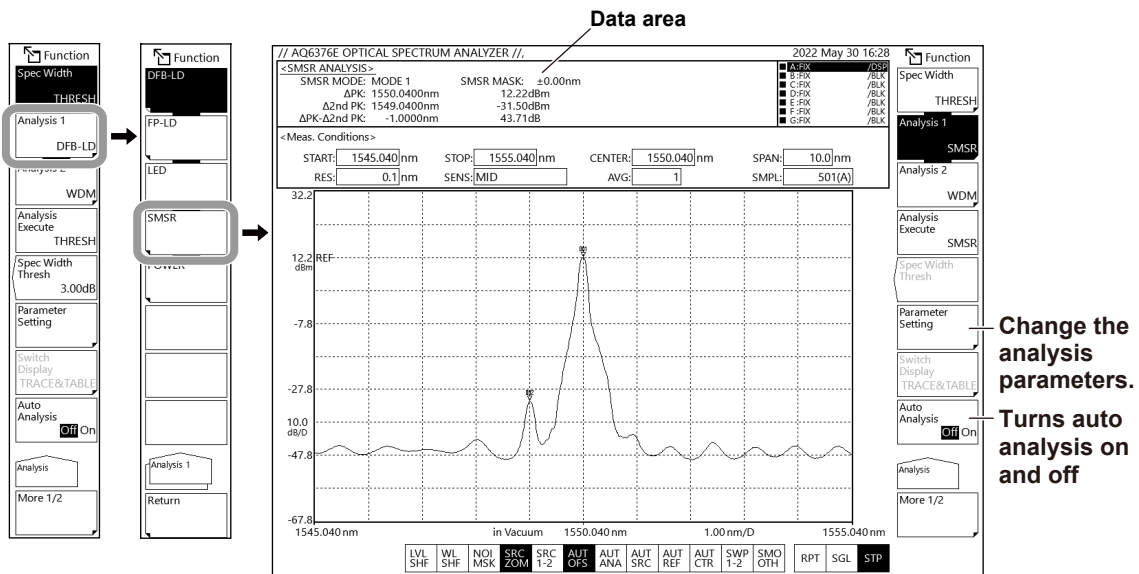 Data area
Function
Spec Width
THRESH
Analysis 1
DFB-LD
WDM
Analysis
Execute
THRESH
Spec Width
Thresh
3.00dB
Parameter
Setting
Switch
Display
TRACE&TABLE
Auto
Analysis
Off On
Analysis
More 1/2
Function
DFB-LD
FP-LD
LED
SMSR
POWER
Analysis 1
Return
// AQ6376E OPTICAL SPECTRUM ANALYZER //, 2022 May 30 16:28
<SMSR ANALYSIS>
SMSR MODE: MODE 1 SMSR MASK: ±0.00nm
ΔPK: 1550.0400nm 12.22dBm
Δ2nd PK: 1549.0400nm -31.50dBm
ΔPK-Δ2nd PK: -1.0000nm 43.71dB
A:FIX /DSP
B:FIX /BLK
C:FIX /BLK
D:FIX /BLK
E:FIX /BLK
F:FIX /BLK
G:FIX /BLK
<Meas. Conditions>
START: 1545.040 nm STOP: 1555.040 nm CENTER: 1550.040 nm SPAN: 10.0 nm
RES: 0.1 nm SENS: MID AVG: 1 SMPL: 501(A)
32.2
12.2 REF
dBm
-7.8
-27.8
10.0
dB/D
-47.8
-67.8
1545.040 nm in Vacuum 1550.040 nm 1.00 nm/D 1555.040 nm
LVL SHF
WL SHF
NOI MSK
SRC ZOM
SRC 1-2
AUT OFS
AUT ANA
AUT SRC
AUT REF
AUT CTR
SWP 1-2
SMO OTH
RPT
SGL
STP
Function
Spec Width
THRESH
Analysis 1
SMSR
Analysis 2
WDM
Analysis
Execute
SMSR
Spec Width
Thresh
Parameter
Setting
Switch
Display
TRACE&TABLE
Auto
Analysis
Off On
Analysis
More 1/2
Change the
analysis
parameters.
Turns auto
analysis on
and off